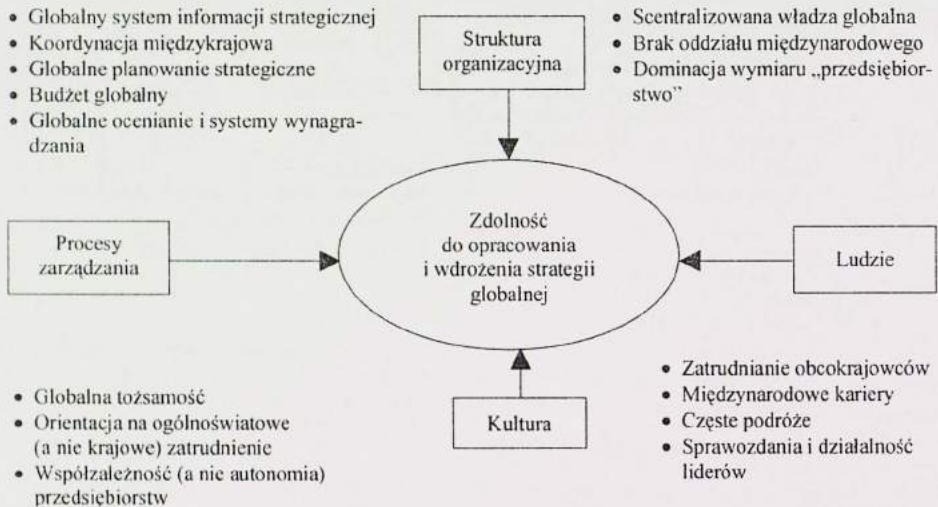 • Globalny system informacji strategicznej
• Koordynacja międzykrajowa
• Globalne planowanie strategiczne
• Budżet globalny
• Globalne ocenianie i systemy wynagra-
dzania
Struktura
organizacyjna
• Scentralizowana władza globalna
• Brak oddziału międzynarodowego
• Dominacja wymiaru „przedsiębior-
stwo”
Procesy
zarządzania
Zdolność
do opracowania
i wdrożenia strategii
globalnej
Ludzie
• Globalna tożsamość
• Orientacja na ogólnoświatowe
(a nie krajowe) zatrudnienie
• Współzależność (a nie autonomia)
przedsiębiorstw
Kultura
• Zatrudnianie obcokrajowców
• Międzynarodowe kariery
• Częste podróże
• Sprawozdania i działalność
liderów